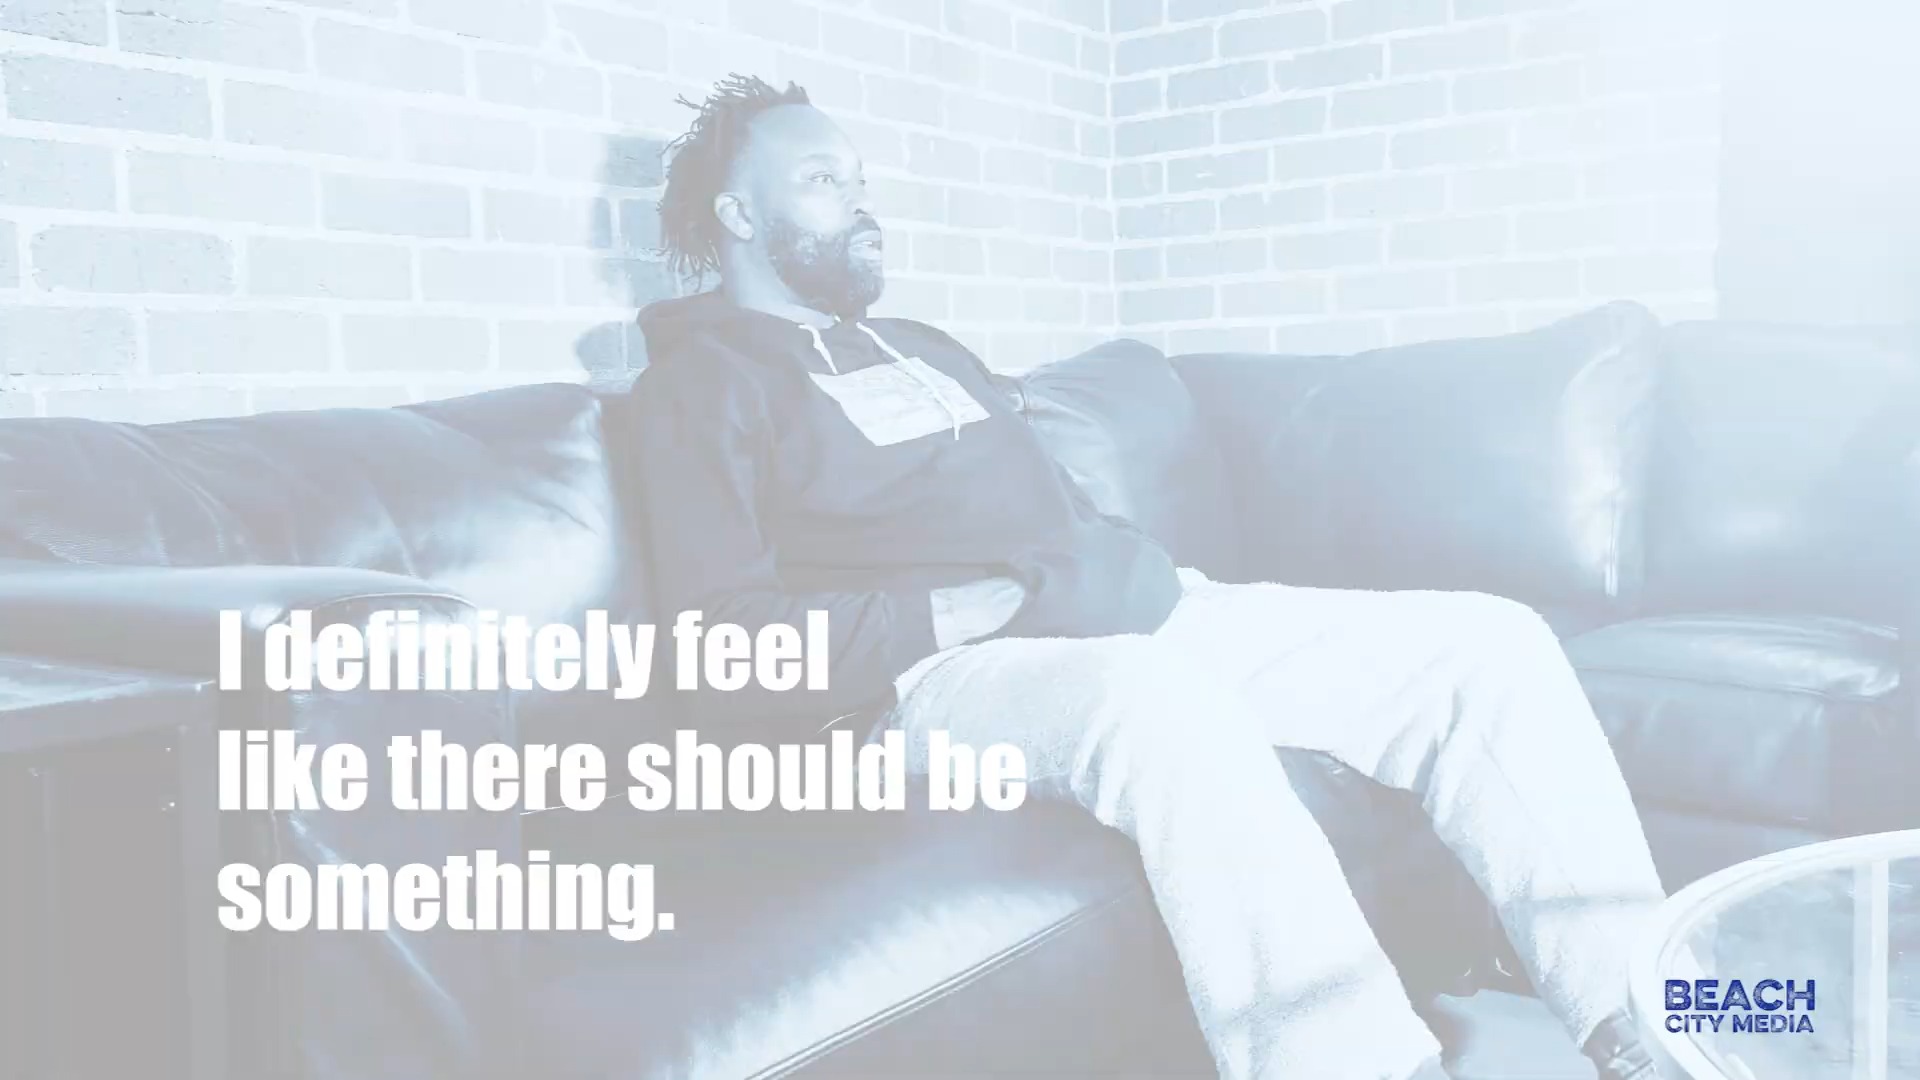 I definitely feel
like there should be
something.
BEACH
CITY MEDIA